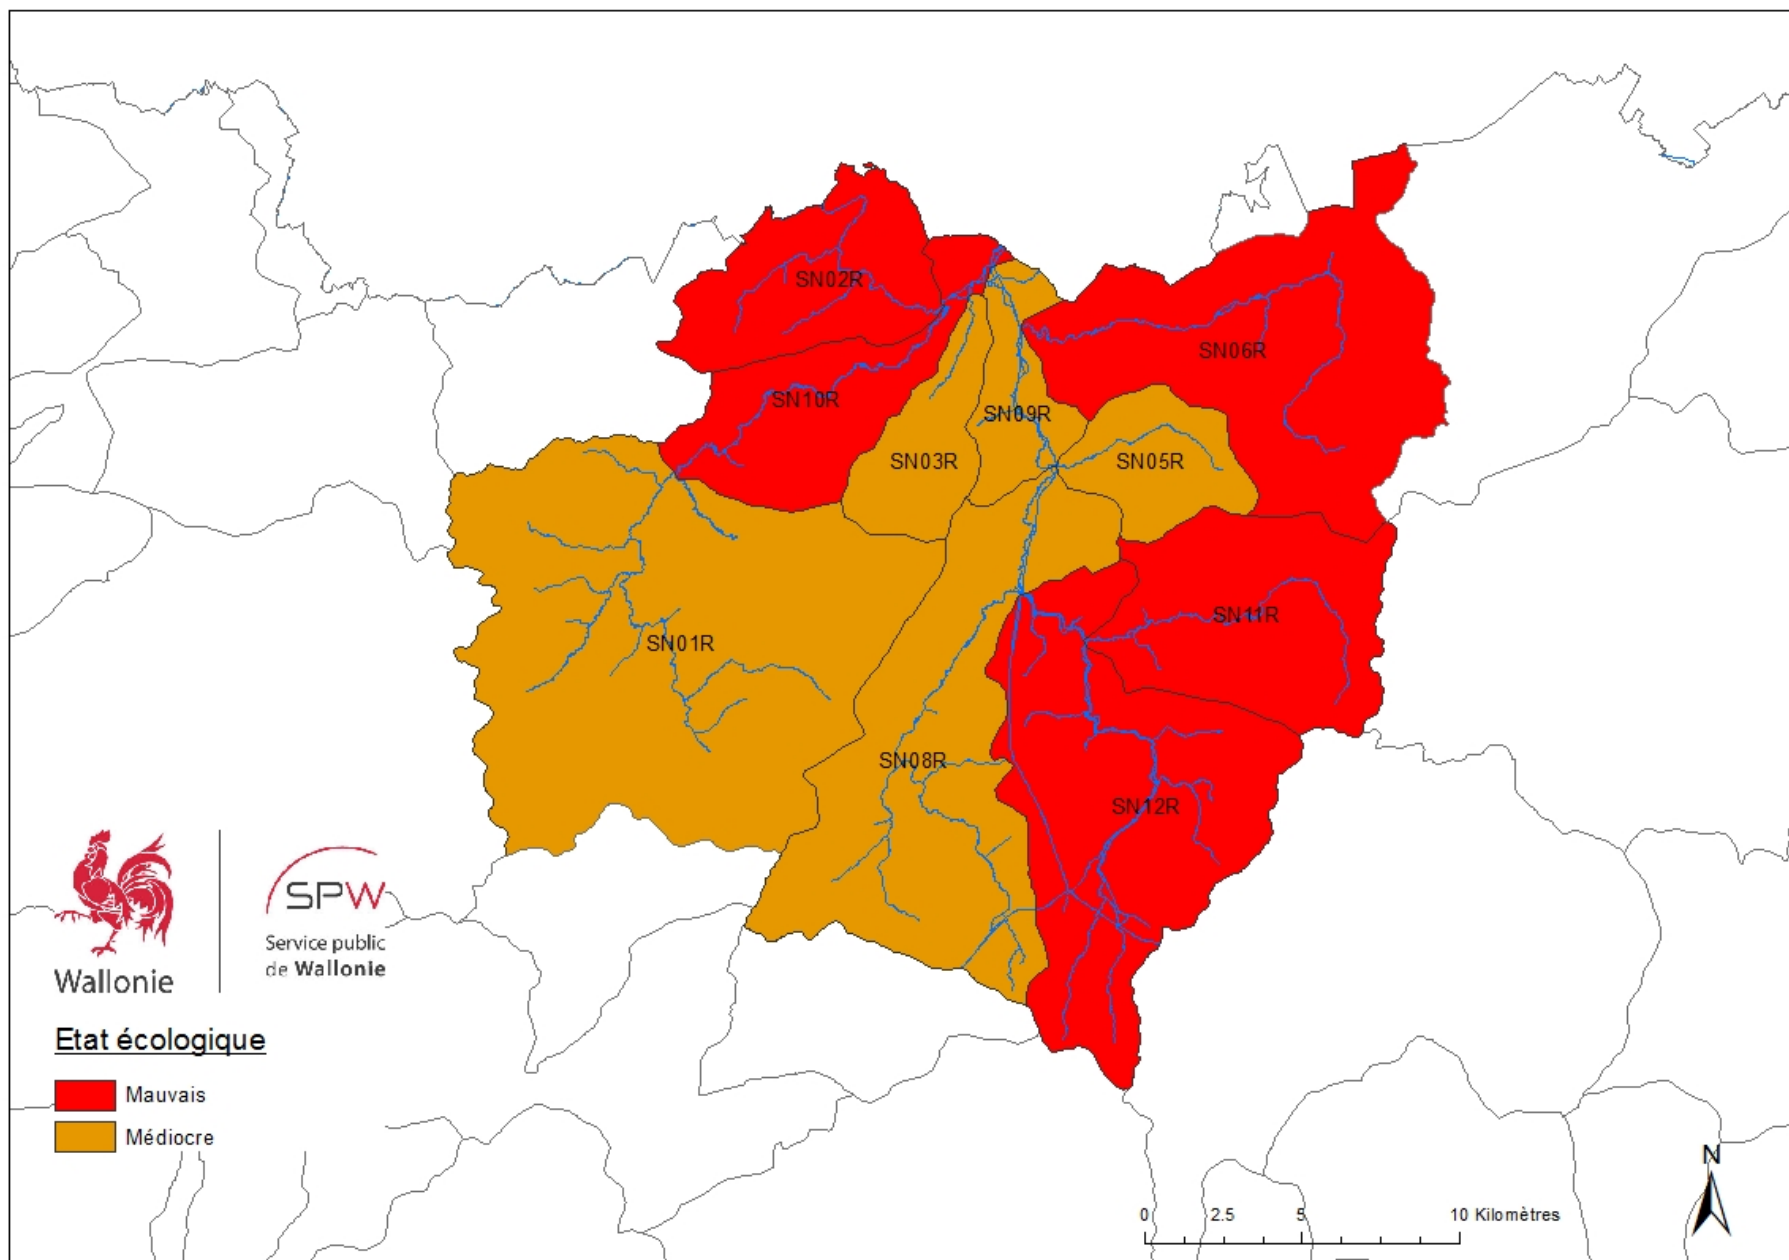 SN02R
SN06R
SN10R
SN09R
SN03R
SN05R
SN11R
SN01R
SN08R
SN12R
SPW
Service public
de Wallonie
Wallonie
Etat écologique
Mauvais
Médiocre
N
0 2.5 5 10 Kilomètres